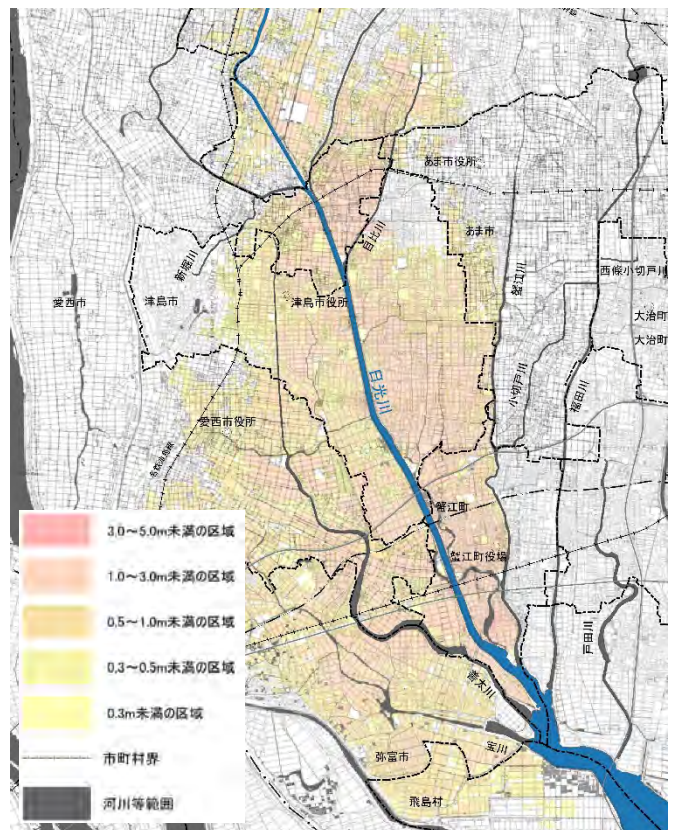 あま市役所
目比川
あま市
新堀川
蟹江川
西條小切戸川
愛西市
津島市
津島市役所
大治町
大治町
日光川
小切戸川
福田川
愛西市役所
名鉄津島線
蟹江町
3.0～5.0m未満の区域
蟹江町役場
1.0～3.0m未満の区域
0.5～1.0m未満の区域
戸田川
0.3～0.5m未満の区域
善太川
0.3m未満の区域
宝川
市町村界
弥富市
河川等範囲
飛島村